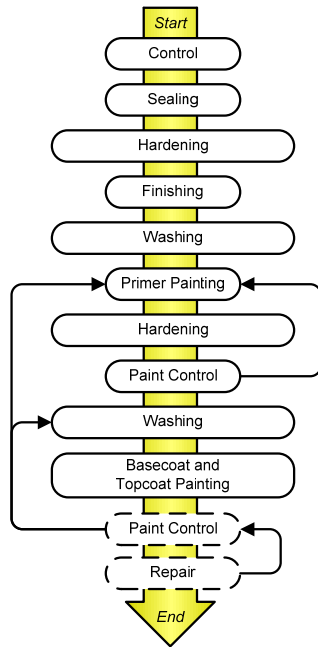 Start
Control
Sealing
Hardening
Finishing
Washing
Primer Painting
Hardening
Paint Control
Washing
Basecoat and
Topcoat Painting
Paint Control
Repair
End